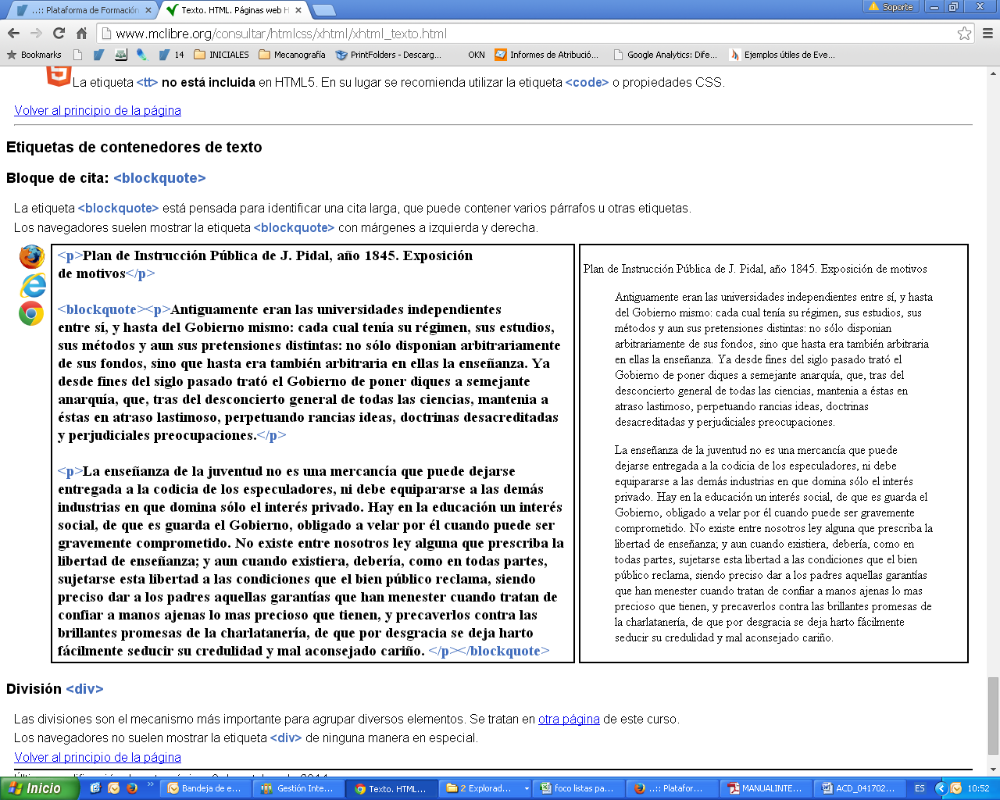 ..:: Plataforma de Formación
Texto. HTML. Páginas web H
Soporte
www.mclibre.org/consultar/htmlcss/xhtml/xhtml_texto.html
Bookmarks
14
INICIALES
Mecanografía
PrintFolders - Descarg...
OKN
Informes de Atribució...
Google Analytics: Dife...
Ejemplos útiles de Eve...
La etiqueta <tt> no está incluida en HTML5. En su lugar se recomienda utilizar la etiqueta <code> o propiedades CSS.
Volver al principio de la página
Etiquetas de contenedores de texto
Bloque de cita: <blockquote>
La etiqueta <blockquote> está pensada para identificar una cita larga, que puede contener varios párrafos u otras etiquetas.
Los navegadores suelen mostrar la etiqueta <blockquote> con márgenes a izquierda y derecha.
<p>Plan de Instrucción Pública de J. Pidal, año 1845. Exposición
de motivos</p>
<blockquote><p>Antiguamente eran las universidades independientes
entre sí, y hasta del Gobierno mismo: cada cual tenía su régimen, sus estudios,
sus métodos y aun sus pretensiones distintas: no sólo disponian arbitrariamente
de sus fondos, sino que hasta era también arbitraria en ellas la enseñanza. Ya
desde fines del siglo pasado trató el Gobierno de poner diques a semejante
anarquía, que, tras del desconcierto general de todas las ciencias, mantenia a
éstas en atraso lastimoso, perpetuando rancias ideas, doctrinas desacreditadas
y perjudiciales preocupaciones.</p>
<p>La enseñanza de la juventud no es una mercancía que puede dejarse
entregada a la codicia de los especuladores, ni debe equipararse a las demás
industrias en que domina sólo el interés privado. Hay en la educación un interés
social, de que es guarda el Gobierno, obligado a velar por él cuando puede ser
gravemente comprometido. No existe entre nosotros ley alguna que prescriba la
libertad de enseñanza; y aun cuando existiera, debería, como en todas partes,
sujetarse esta libertad a las condiciones que el bien público reclama, siendo
preciso dar a los padres aquellas garantías que han menester cuando tratan de
confiar a manos ajenas lo mas precioso que tienen, y precaverlos contra las
brillantes promesas de la charlatanería, de que por desgracia se deja harto
fácilmente seducir su credulidad y mal aconsejado cariño. </p></blockquote>
Plan de Instrucción Pública de J. Pidal, año 1845. Exposición de motivos
Antiguamente eran las universidades independientes entre sí, y hasta
del Gobierno mismo: cada cual tenía su régimen, sus estudios, sus
métodos y aun sus pretensiones distintas: no sólo disponian
arbitrariamente de sus fondos, sino que hasta era también arbitraria
en ellas la enseñanza. Ya desde fines del siglo pasado trató el
Gobierno de poner diques a semejante anarquía, que, tras del
desconcierto general de todas las ciencias, mantenia a éstas en
atraso lastimoso, perpetuando rancias ideas, doctrinas
desacreditadas y perjudiciales preocupaciones.
La enseñanza de la juventud no es una mercancía que puede
dejarse entregada a la codicia de los especuladores, ni debe
equipararse a las demás industrias en que domina sólo el interés
privado. Hay en la educación un interés social, de que es guarda el
Gobierno, obligado a velar por él cuando puede ser gravemente
comprometido. No existe entre nosotros ley alguna que prescriba la
libertad de enseñanza; y aun cuando existiera, debería, como en
todas partes, sujetarse esta libertad a las condiciones que el bien
público reclama, siendo preciso dar a los padres aquellas garantías
que han menester cuando tratan de confiar a manos ajenas lo mas
precioso que tienen, y precaverlos contra las brillantes promesas de
la charlatanería, de que por desgracia se deja harto fácilmente
seducir su credulidad y mal aconsejado cariño.
División <div>
Las divisiones son el mecanismo más importante para agrupar diversos elementos. Se tratan en otra página de este curso.
Los navegadores no suelen mostrar la etiqueta <div> de ninguna manera en especial.
Volver al principio de la página
Inicio
Bandeja de e...
Gestión Inte...
Texto. HTML...
2 Explorad...
foco listas pa...
..:: Platafor...
MANUALINTE...
ACD_041702...
ES
10:52